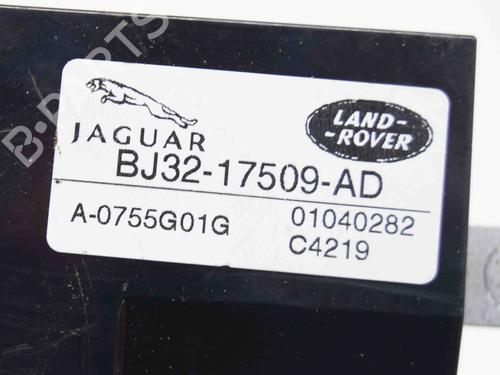 B-PARTS
JAGUAR
LAND-
-ROVER
BJ32-17509-AD
A-0755G01G
01040282
C4219